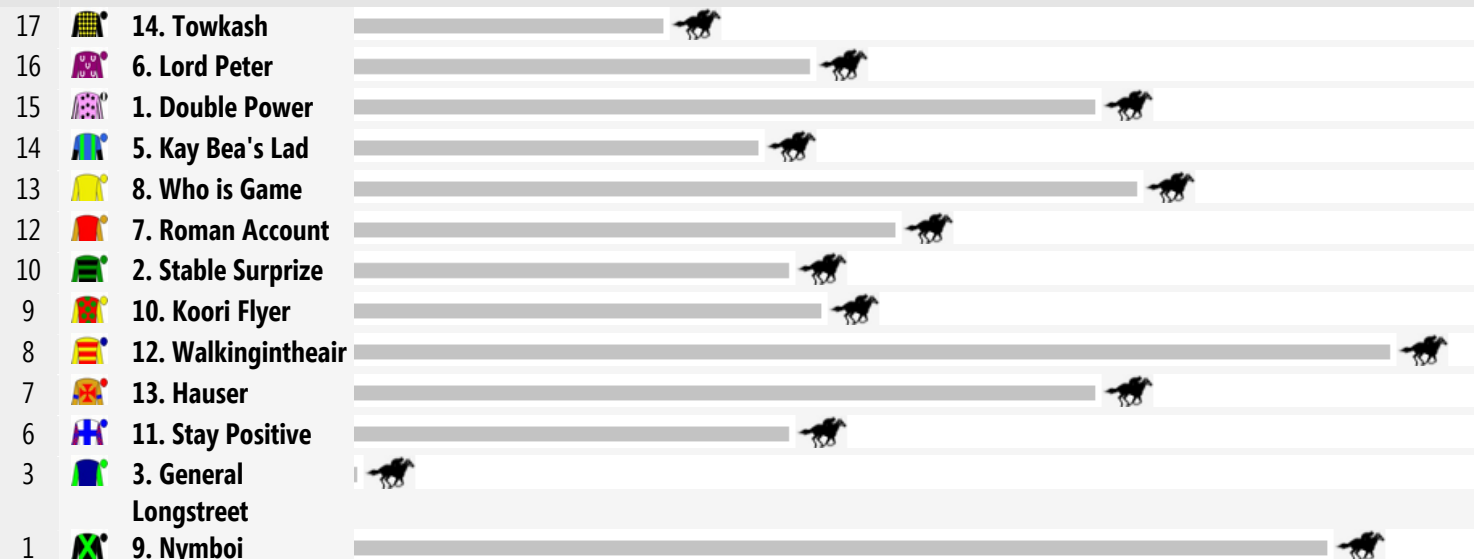 17 14. Towkash
16 6. Lord Peter
15 1. Double Power
14 5. Kay Bea's Lad
13 8. Who is Game
12 7. Roman Account
10 2. Stable Surprize
9 10. Koori Flyer
8 12. Walkingintheair
7 13. Hauser
6 11. Stay Positive
3 3. General
Longstreet
1 9. Nymboi